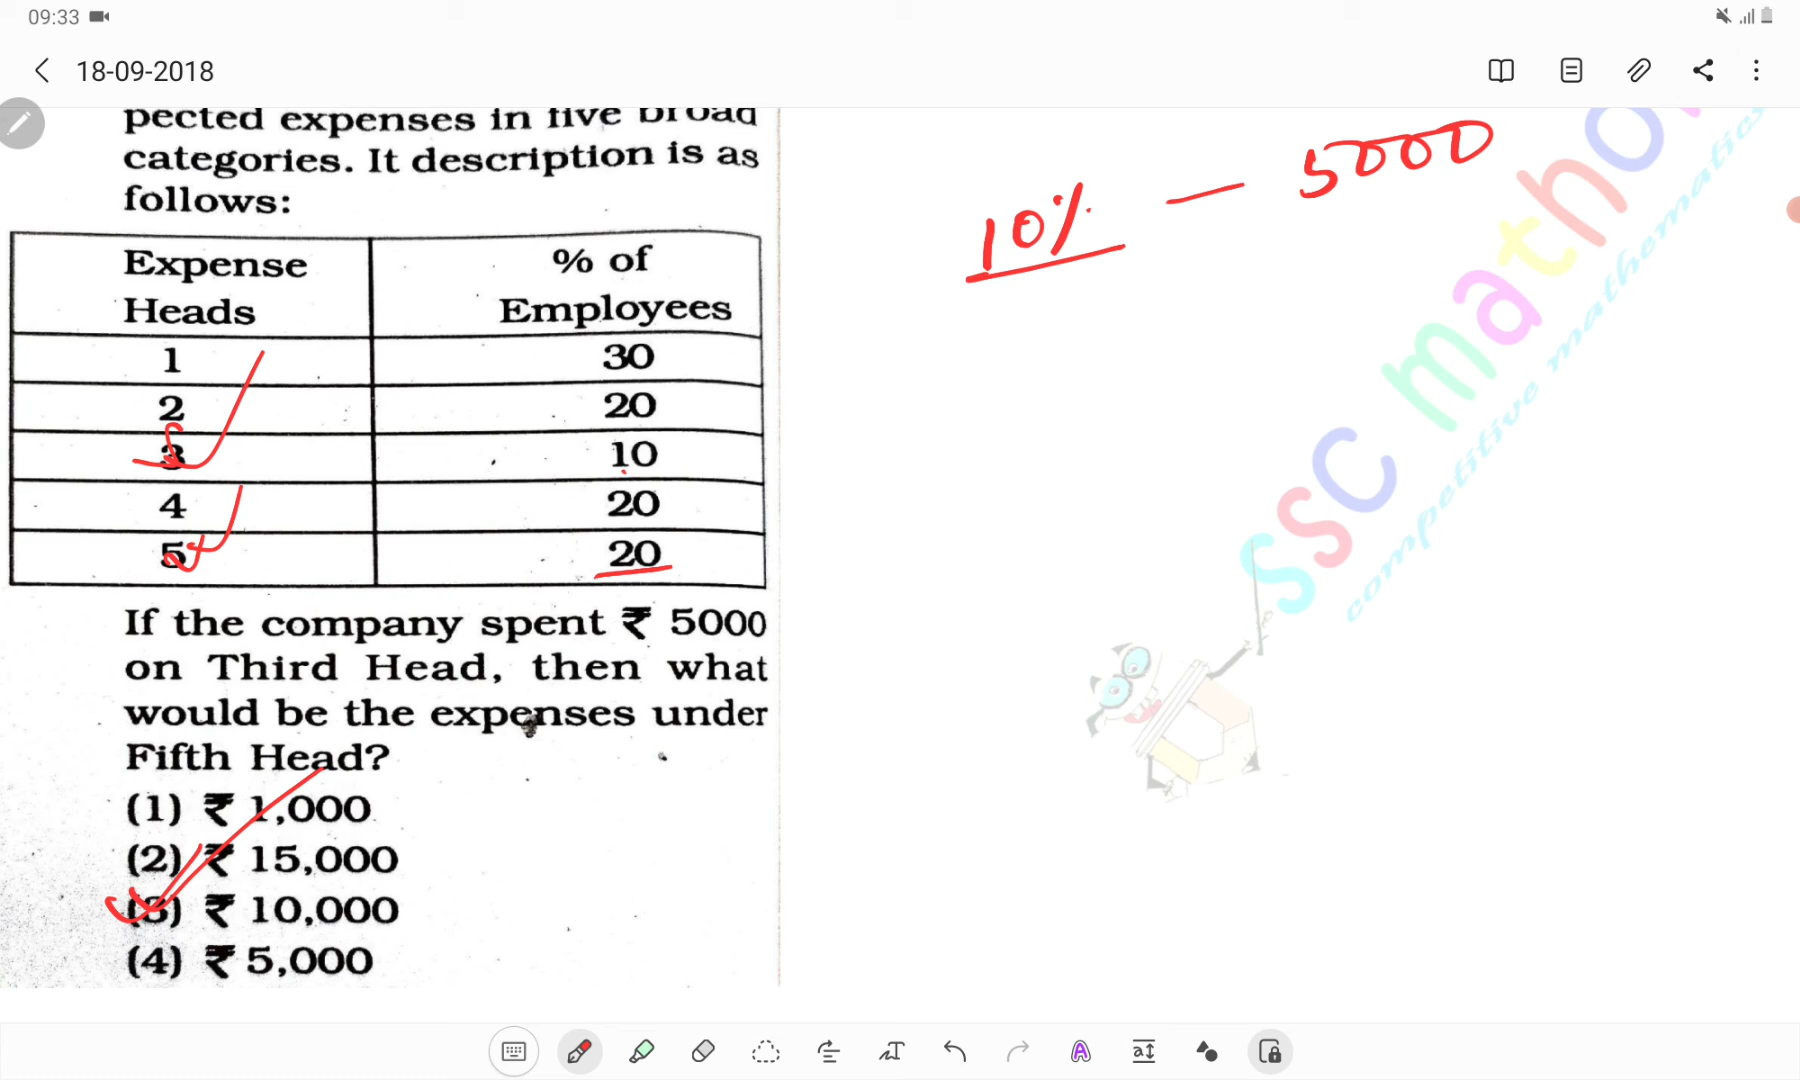 09:33
18-09-2018
pected expenses in five broad
categories. It description is as
follows:
Expense Heads % of Employees
1 30
2 20
3 10
4 20
5 20
If the company spent ₹ 5000
on Third Head, then what
would be the expenses under
Fifth Head?
(1) ₹ 1,000
(2) ₹ 15,000
(3) ₹ 10,000
(4) ₹ 5,000
10% — 5000
SSC matho
competitive mathematics